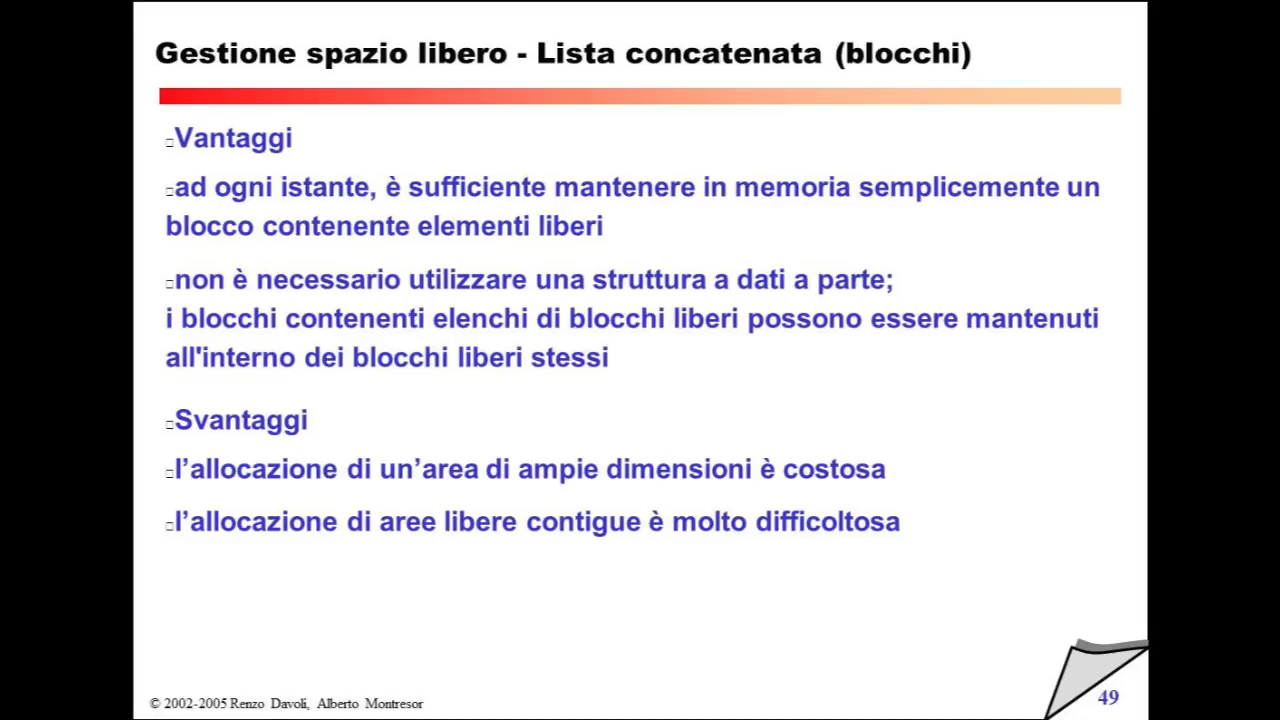 Gestione spazio libero - Lista concatenata (blocchi)
Vantaggi
ad ogni istante, è sufficiente mantenere in memoria semplicemente un
blocco contenente elementi liberi
non è necessario utilizzare una struttura a dati a parte;
i blocchi contenenti elenchi di blocchi liberi possono essere mantenuti
all'interno dei blocchi liberi stessi
Svantaggi
l’allocazione di un’area di ampie dimensioni è costosa
l’allocazione di aree libere contigue è molto difficoltosa
© 2002-2005 Renzo Davoli, Alberto Montresor
49